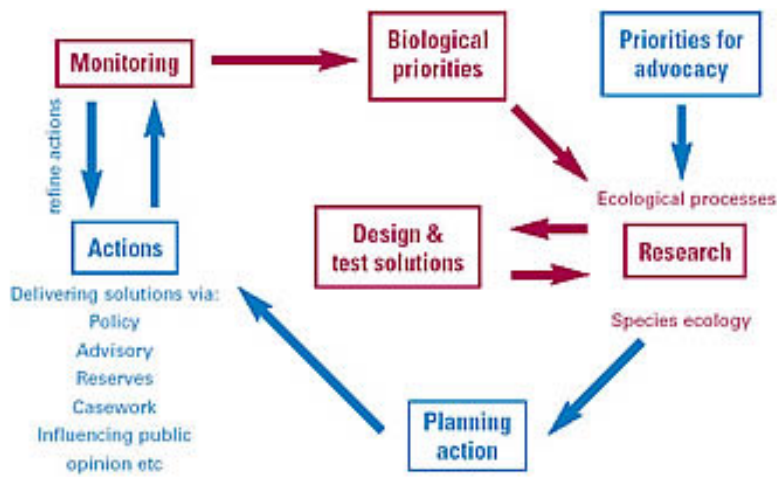 Monitoring
Biological
priorities
Priorities for
advocacy
refine actions
Ecological processes
Actions
Design &
test solutions
Research
Delivering solutions via:
Policy
Advisory
Reserves
Casework
Influencing public
opinion etc
Species ecology
Planning
action